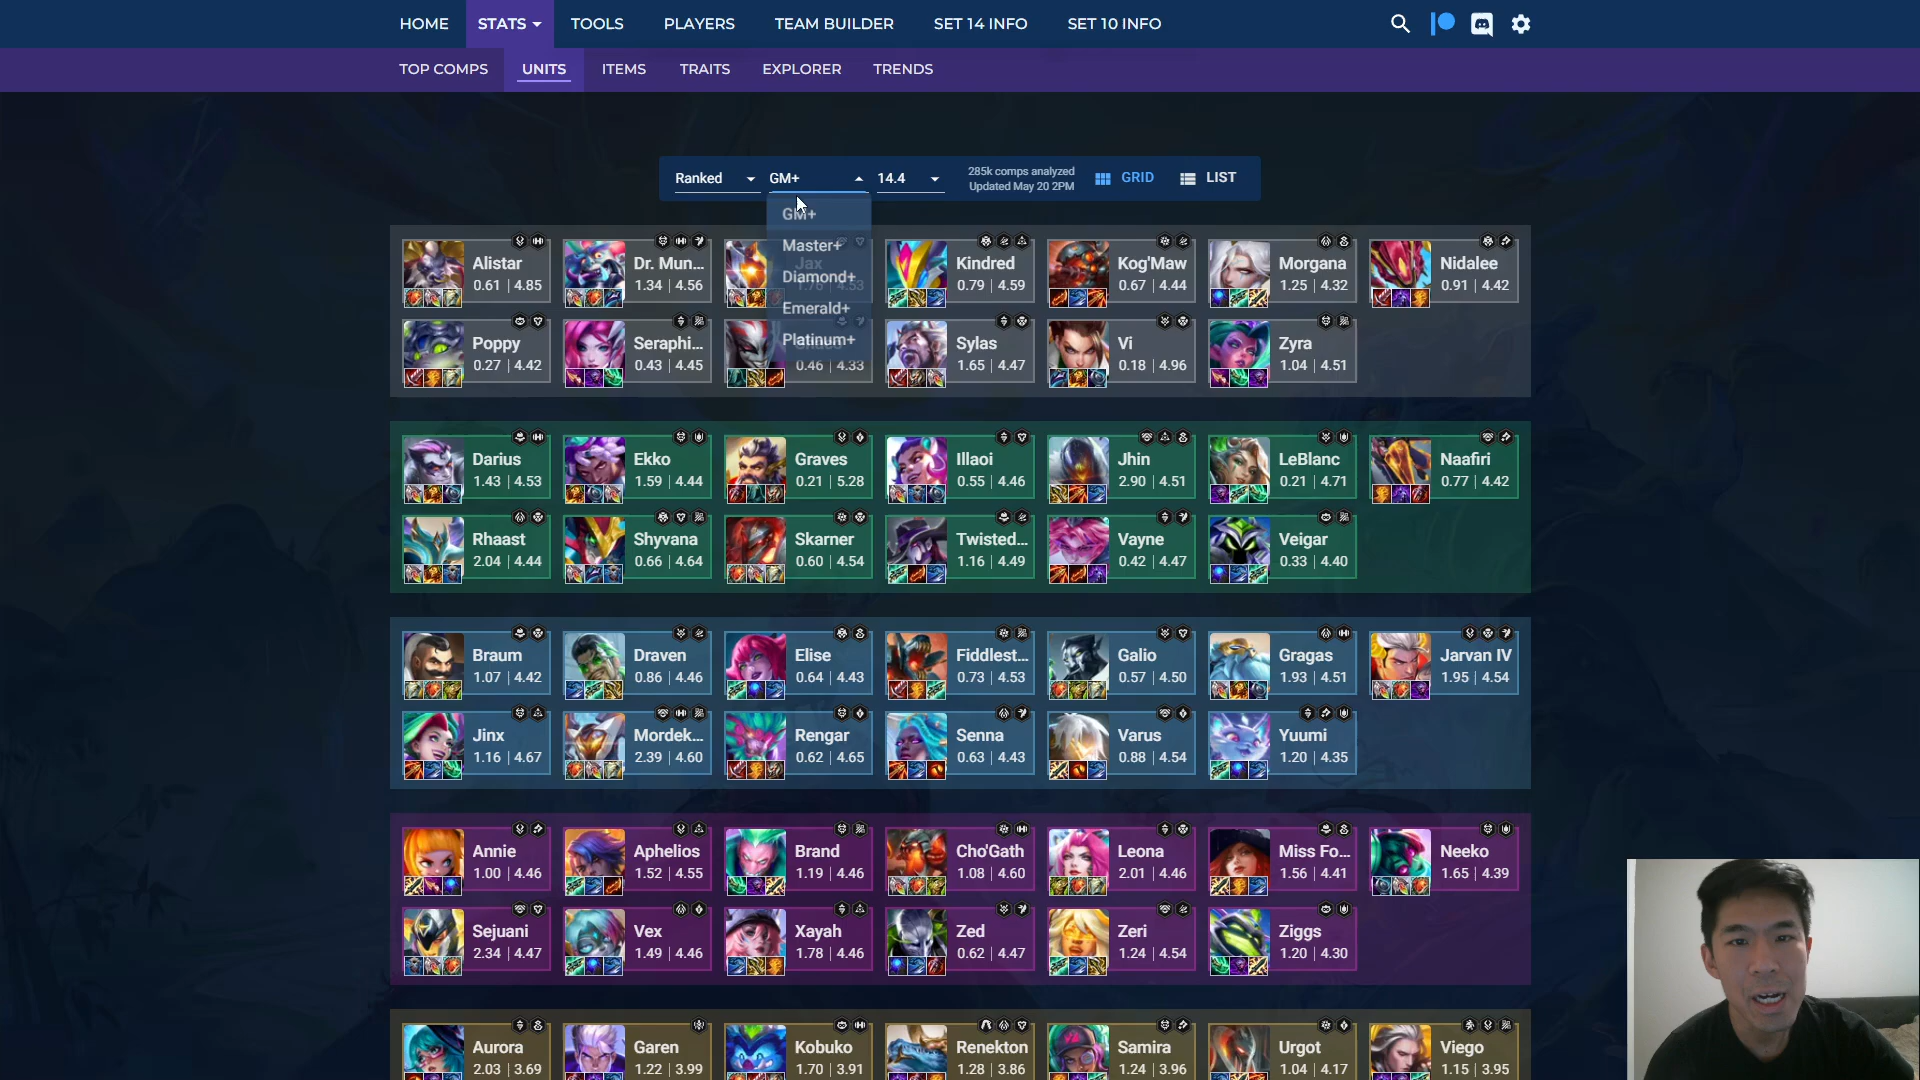 HOME STATS TOOLS PLAYERS TEAM BUILDER SET 14 INFO SET 10 INFO
TOP COMPS UNITS ITEMS TRAITS EXPLORER TRENDS
Ranked GM+ 14.4 285k comps analyzed GRID LIST
Updated May 20 2PM
GM+
Master+
Diamond+
Emerald+
Platinum+
Alistar Dr. Mun... Jax Kindred Kog'Maw Morgana Nidalee
0.61 | 4.85 1.34 | 4.56 1.76 | 4.53 0.79 | 4.59 0.67 | 4.44 1.25 | 4.32 0.91 | 4.42
Poppy Seraphi... Sylas Vi Zyra
0.27 | 4.42 0.43 | 4.45 0.46 | 4.33 1.65 | 4.47 0.18 | 4.96 1.04 | 4.51
Darius Ekko Graves Illaoi Jhin LeBlanc Naafiri
1.43 | 4.53 1.59 | 4.44 0.21 | 5.28 0.55 | 4.46 2.90 | 4.51 0.21 | 4.71 0.77 | 4.42
Rhaast Shyvana Skarner Twisted... Vayne Veigar
2.04 | 4.44 0.66 | 4.64 0.60 | 4.54 1.16 | 4.49 0.42 | 4.47 0.33 | 4.40
Braum Draven Elise Fiddlest... Galio Gragas Jarvan IV
1.07 | 4.42 0.86 | 4.46 0.64 | 4.43 0.73 | 4.53 0.57 | 4.50 1.93 | 4.51 1.95 | 4.54
Jinx Mordek... Rengar Senna Varus Yuumi
1.16 | 4.67 2.39 | 4.60 0.62 | 4.65 0.63 | 4.43 0.88 | 4.54 1.20 | 4.35
Annie Aphelios Brand Cho'Gath Leona Miss Fo... Neeko
1.00 | 4.46 1.52 | 4.55 1.19 | 4.46 1.08 | 4.60 2.01 | 4.46 1.56 | 4.41 1.65 | 4.39
Sejuani Vex Xayah Zed Zeri Ziggs
2.34 | 4.47 1.49 | 4.46 1.78 | 4.46 0.62 | 4.47 1.24 | 4.54 1.20 | 4.30
Aurora Garen Kobuko Renekton Samira Urgot Viego
2.03 | 3.69 1.22 | 3.99 1.70 | 3.91 1.28 | 3.86 1.24 | 3.96 1.04 | 4.17 1.15 | 3.95